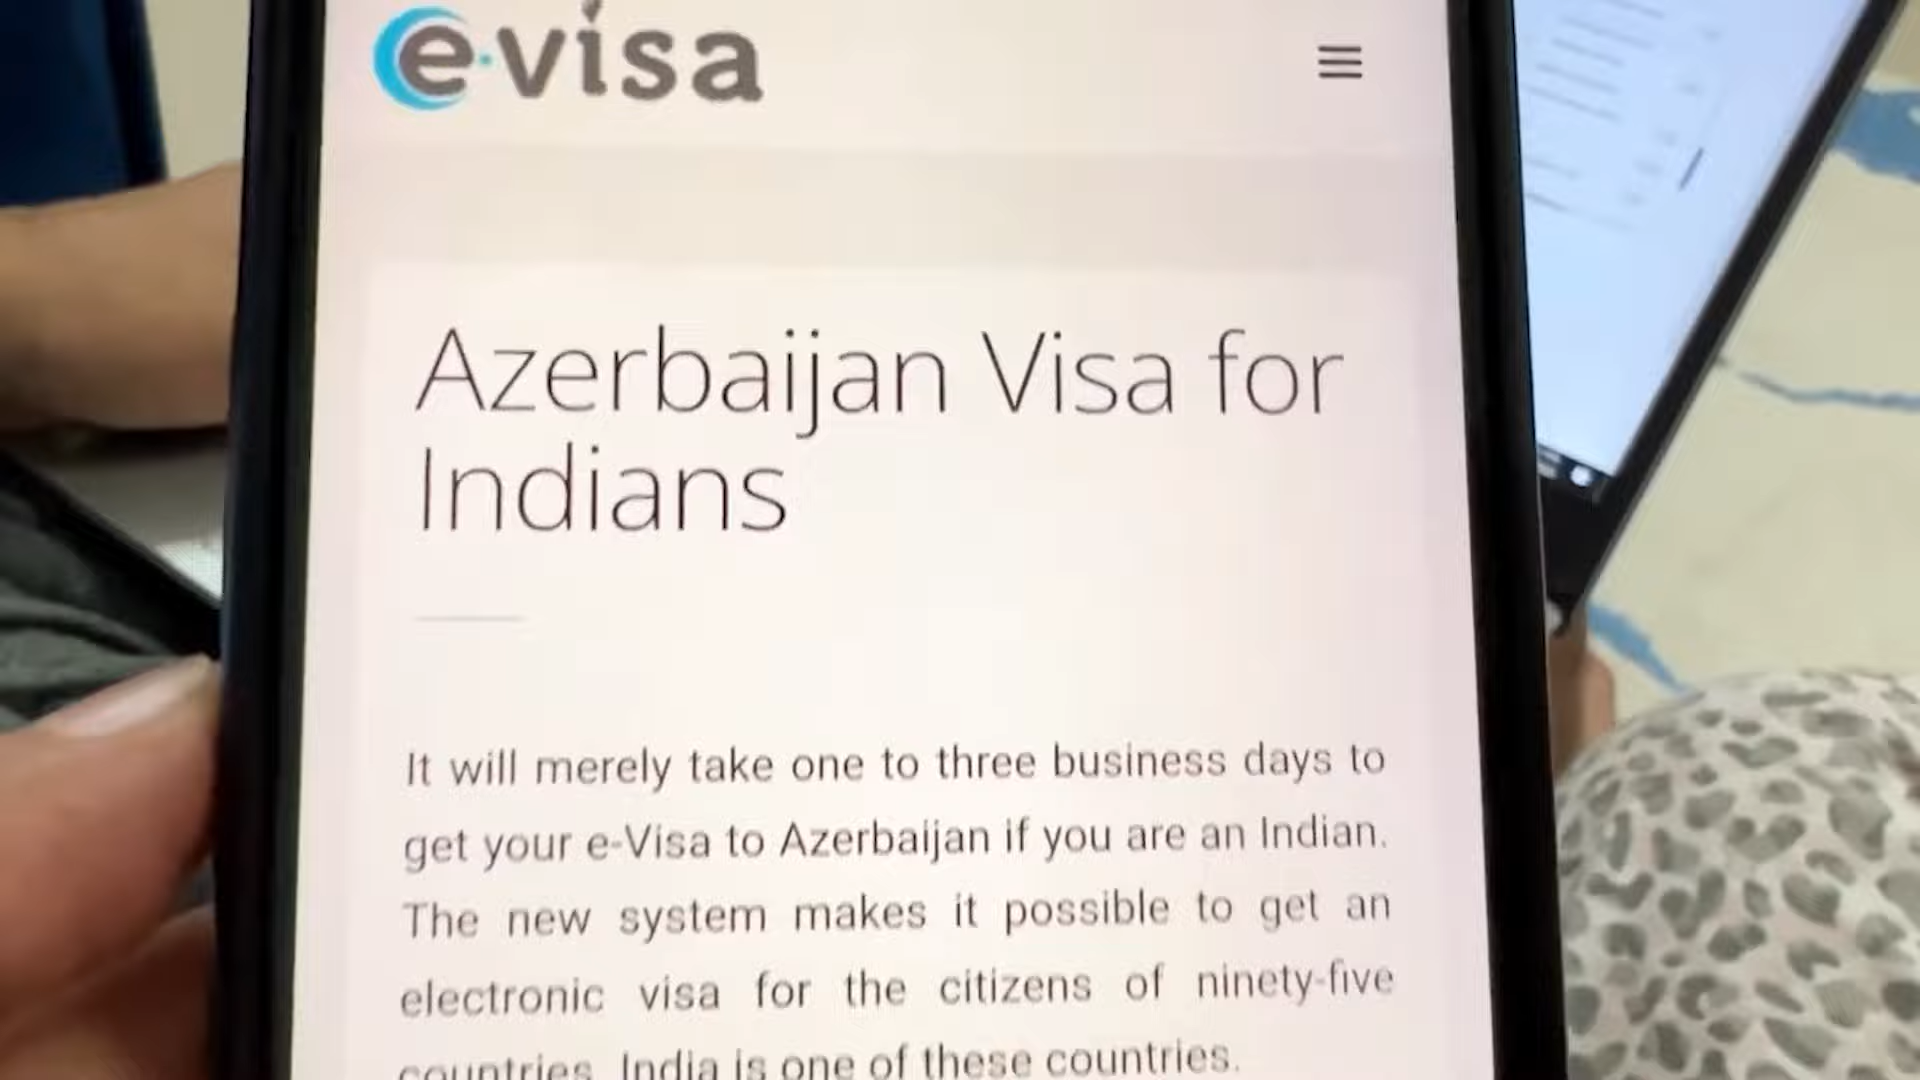 e-visa
Azerbaijan Visa for
Indians
It will merely take one to three business days to
get your e-Visa to Azerbaijan if you are an Indian.
The new system makes it possible to get an
electronic visa for the citizens of ninety-five
countries. India is one of these countries.